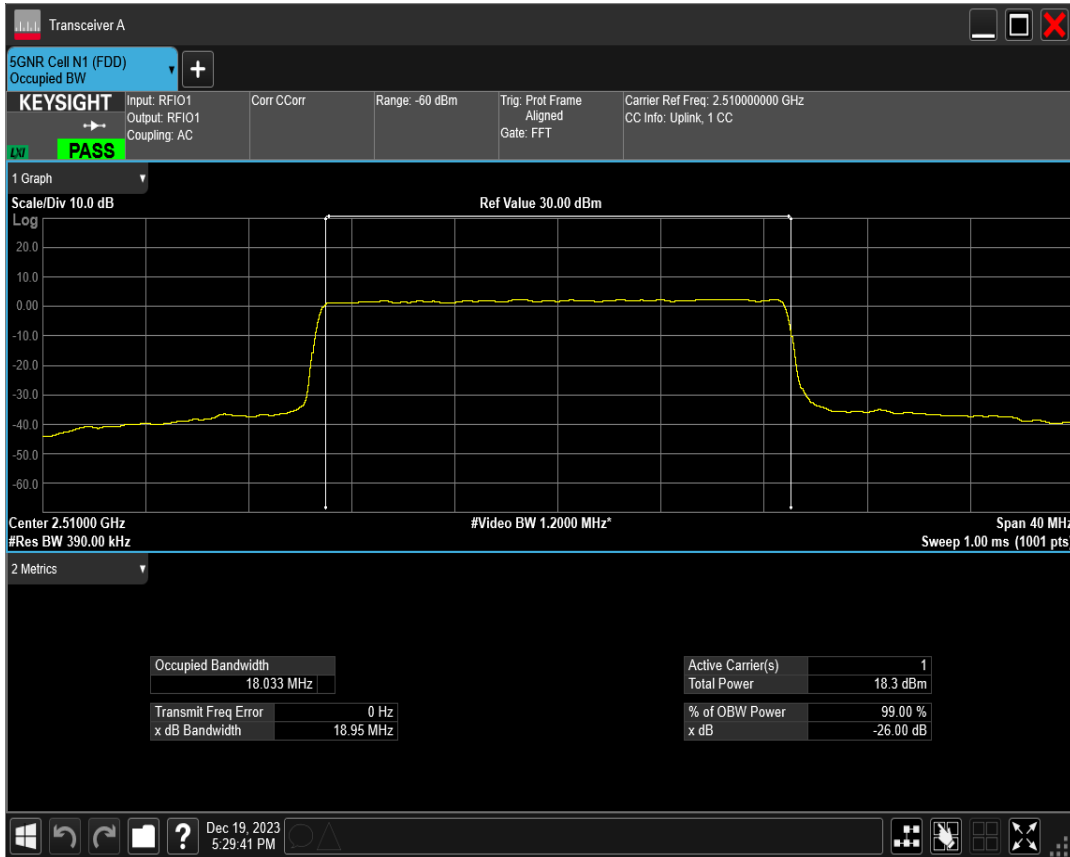 Transceiver A
5GNR Cell N1 (FDD)
Occupied BW
+
KEYSIGHT
LXI
PASS
Input: RFIO1
Output: RFIO1
Coupling: AC
Corr CCorr
Range: -60 dBm
Trig: Prot Frame
Aligned
Gate: FFT
Carrier Ref Freq: 2.510000000 GHz
CC Info: Uplink, 1 CC
1 Graph
Scale/Div 10.0 dB
Ref Value 30.00 dBm
Log
20.0
10.0
0.00
-10.0
-20.0
-30.0
-40.0
-50.0
-60.0
Center 2.51000 GHz
#Video BW 1.2000 MHz*
Span 40 MHz
#Res BW 390.00 kHz
Sweep 1.00 ms (1001 pts)
2 Metrics
Occupied Bandwidth
18.033 MHz
Transmit Freq Error 0 Hz
x dB Bandwidth 18.95 MHz
Active Carrier(s) 1
Total Power 18.3 dBm
% of OBW Power 99.00 %
x dB -26.00 dB
?
Dec 19, 2023
5:29:41 PM